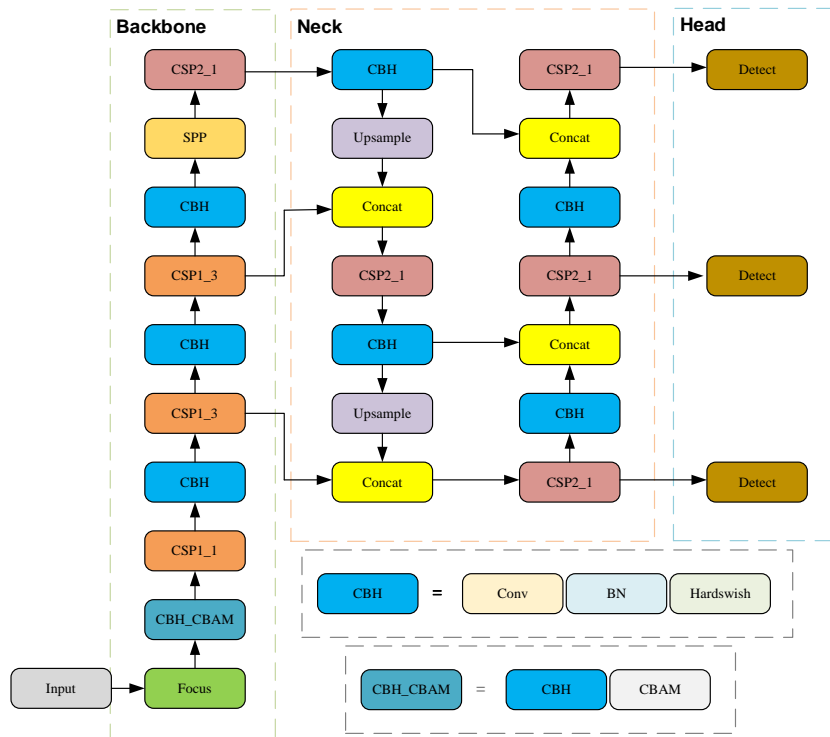 Backbone
Neck
Head
CSP2_1
CBH
CSP2_1
Detect
SPP
Upsample
Concat
CBH
Concat
CBH
CSP1_3
CSP2_1
CSP2_1
Detect
CBH
CBH
Concat
CSP1_3
Upsample
CBH
CBH
Concat
CSP2_1
Detect
CSP1_1
CBH = Conv BN Hardswish
CBH_CBAM
Input
Focus
CBH_CBAM = CBH CBAM